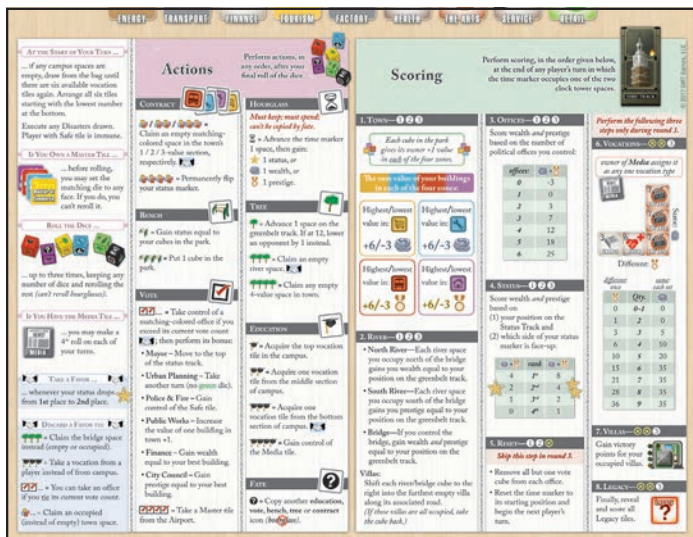 ENERGY TRANSPORT FINANCE TOURISM FACTORY HEALTH THE ARTS SERVICE RETAIL
AT THE START OF YOUR TURN ...
... if any campus spaces are
empty, draw from the bag until
there are six available vocation
tiles again. Arrange all six tiles
starting with the lowest number
at the bottom.
Execute any Disasters drawn.
Player with Safe tile is immune.
IF YOU OWN A MASTER TILE ...
... before rolling,
you may set the
matching die to any
face. If you do, you
can't reroll it.
ROLL THE DICE ...
... up to three times, keeping any
number of dice and rerolling the
rest (can't reroll hourglasses).
IF YOU HAVE THE MEDIA TILE ...
MEDIA
... you may make a
4th roll on each of
your turns.
TAKE A FAVOR ...
... whenever your status drops
from 1st place to 2nd place.
DISCARD A FAVOR TO:
= Claim the bridge space
instead (empty or occupied).
- Take a vocation from a
player instead of from campus.
- You can take an office
if you tie its current vote count.
- Claim an occupied
(instead of empty) town space.
Actions
Perform actions, in
any order, after your
final roll of the dice.
CONTRACT
Claim an empty matching-
colored space in the town's
1 / 2 / 3-value section,
respectively.
Permanently flip
your status marker.
BENCH
= Gain status equal
to your cubes in the park.
= Put 1 cube in the park.
VOTE
= Take control of a
matching-colored office if you
exceed its current vote count
; then perform its bonus:
• Mayor – Move to the
top of the status track.
• Urban Planning – Take
another turn (no green die).
• Police & Fire – Gain
control of the Safe tile.
• Public Works – Increase
the value of one building in
town +1.
• Finance – Gain wealth
equal to your best building.
• City Council – Gain
prestige equal to your best
building.
= Take a Master tile
from the Airport.
HOURGLASS
Must keep; must spend;
can't be copied by fate.
= Advance the time marker
1 space, then gain:
1 status, or
1 wealth, or
1 prestige.
TREE
= Advance 1 space on the
greenbelt track. If at 12, lower
an opponent by 1 instead.
= Claim an empty
river space.
= Claim any empty
4-value space in town.
EDUCATION
= Acquire the top vocation
tile in the campus.
= Acquire one vocation
tile from the middle section
of campus.
= Acquire one
vocation tile from the bottom
section of campus.
= Gain control of
the Media tile.
FATE
= Copy another education,
vote, bench, tree or contract
icon
Scoring
Perform scoring, in the order given below,
at the end of any player's turn in which
the time marker occupies one of the two
clock tower spaces.
1. TOWN—1 2 3
Each cube in the park
gives its owner +1 value
in each of the four zones.
The sum value of your buildings
in each of the four zones:
Highest/lowest
value in:
+6/-3
Highest/lowest
value in:
+6/-3
Highest/lowest
value in:
+6/-3
Highest/lowest
value in:
+6/-3
2. RIVER—1 2 3
• North River—Each river space
you occupy north of the bridge
gains you wealth equal to your
position on the greenbelt track.
• South River—Each river space
you occupy south of the bridge
gains you prestige equal to your
position on the greenbelt track.
• Bridge—If you control the
bridge, gain wealth and prestige
equal to your position on the
greenbelt track.
Villas:
Shift each river/bridge cube to the
right into the furthest empty villa
along its associated road.
(If those villas are all occupied, take
the cube back.)
3. OFFICES—1 2 3
Score wealth and prestige
based on the number of
political offices you control:
offices:
0 -3
1 0
2 3
3 7
4 12
5 18
6 25
4. STATUS—1 2 3
Score wealth and prestige
based on
(1) your position on the
Status Track and
(2) which side of your status
marker is face-up:
rank
4 1st 5
2 2nd 4
1 3rd 2
0 4th 1
5. RESET—1 2
Skip this step in round 3.
• Remove all but one vote
cube from each office.
• Reset the time marker to
its starting position and
begin the next player's
turn.
Perform the following three
steps only during round 3.
6. VOCATIONS— 3
owner of Media assigns it
as any one vocation type
Same:
Different:
different
once
Qty.
same
each set
0 0-1 0
1 2 0
3 3 5
6 4 10
10 5 20
15 6 35
21 7 35
28 8 35
36 9 35
7. VILLAS— 3
Gain victory
points for your
occupied villas.
8. LEGACY— 3
Finally, reveal
and score all
Legacy tiles.